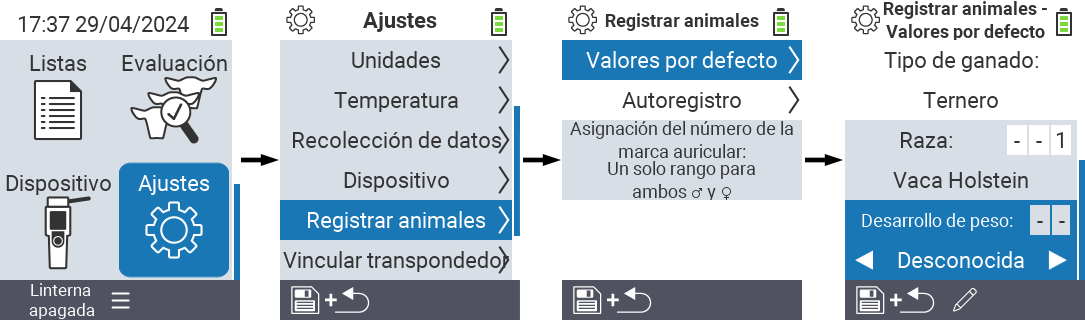 17:37 29/04/2024
Listas
Evaluación
Dispositivo
Ajustes
Linterna
apagada
Ajustes
Unidades
Temperatura
Recolección de datos
Dispositivo
Registrar animales
Vincular transpondedor
+
Registrar animales
Valores por defecto
Autoregistro
Asignación del número de la
marca auricular:
Un solo rango para
ambos ♂ y ♀
+
Registrar animales -
Valores por defecto
Tipo de ganado:
Ternero
Raza: - - 1
Vaca Holstein
Desarrollo de peso: - -
Desconocida
+